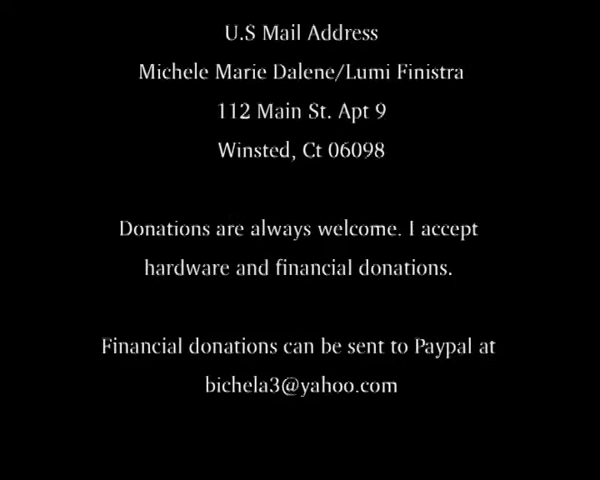 U.S Mail Address
Michele Marie Dalene/Lumi Finistra
112 Main St. Apt 9
Winsted, Ct 06098
Donations are always welcome. I accept
hardware and financial donations.
Financial donations can be sent to Paypal at
bichela3@yahoo.com